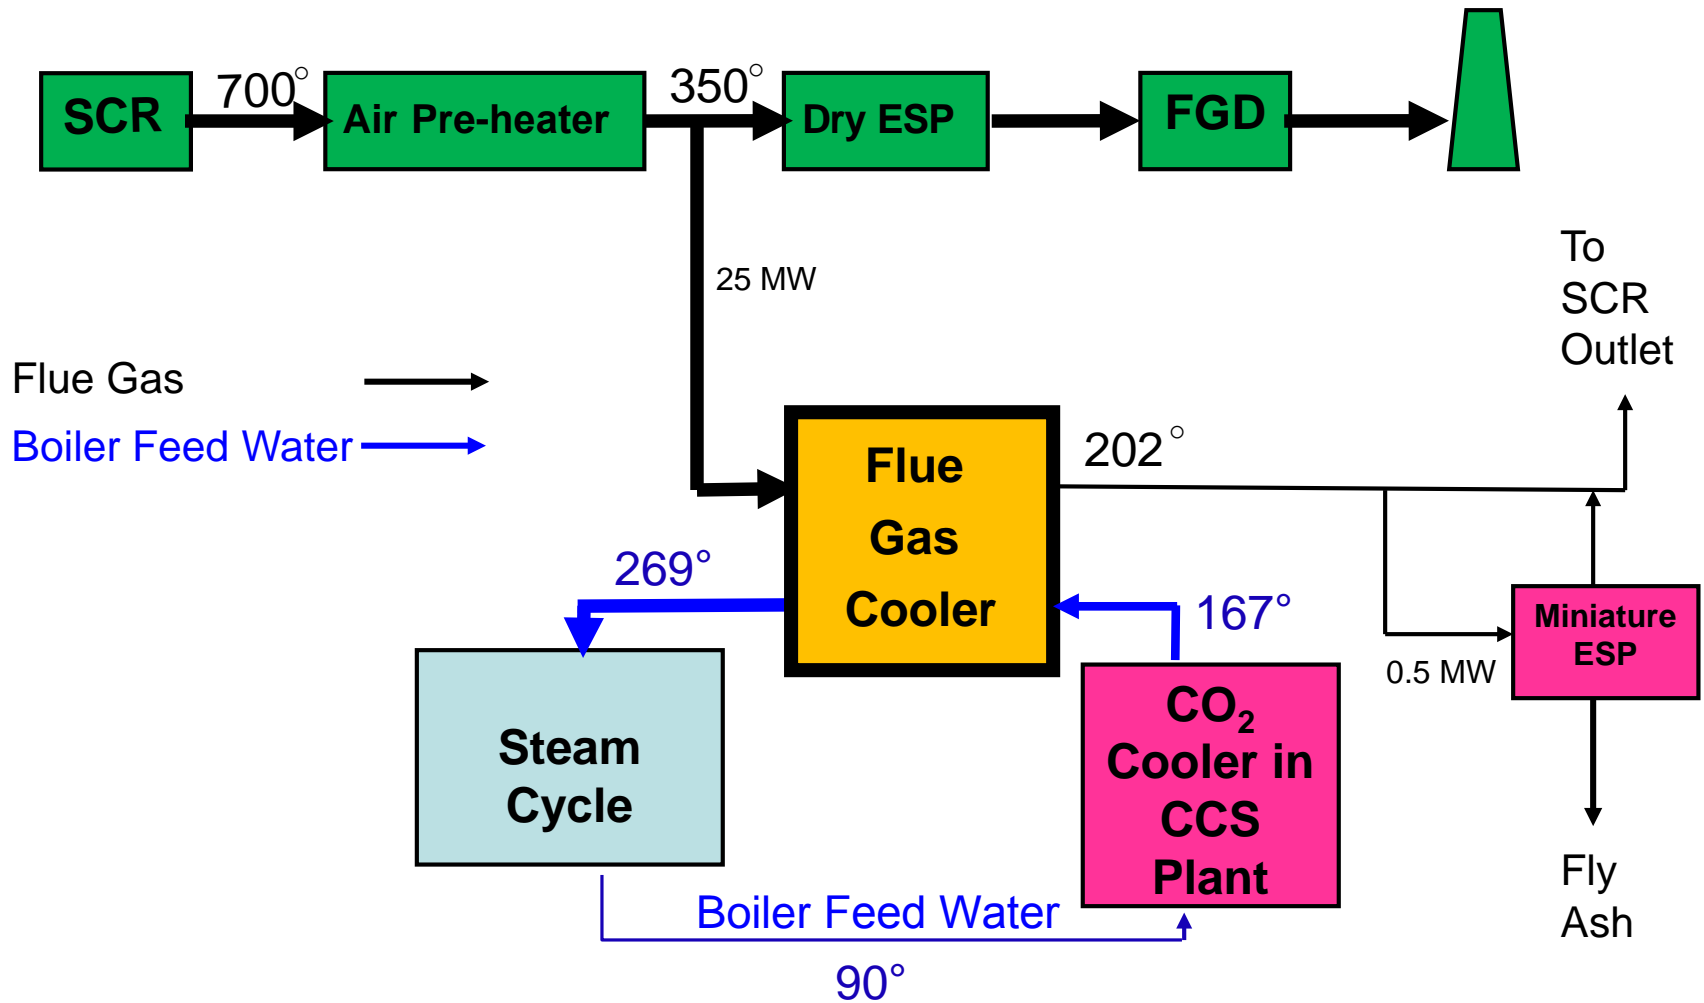 SCR
700°
Air Pre-heater
350°
Dry ESP
FGD
To
SCR
Outlet
25 MW
Flue Gas
Boiler Feed Water
Flue
Gas
Cooler
202°
269°
167°
Miniature
ESP
0.5 MW
Steam
Cycle
CO₂
Cooler in
CCS
Plant
Fly
Ash
Boiler Feed Water
90°